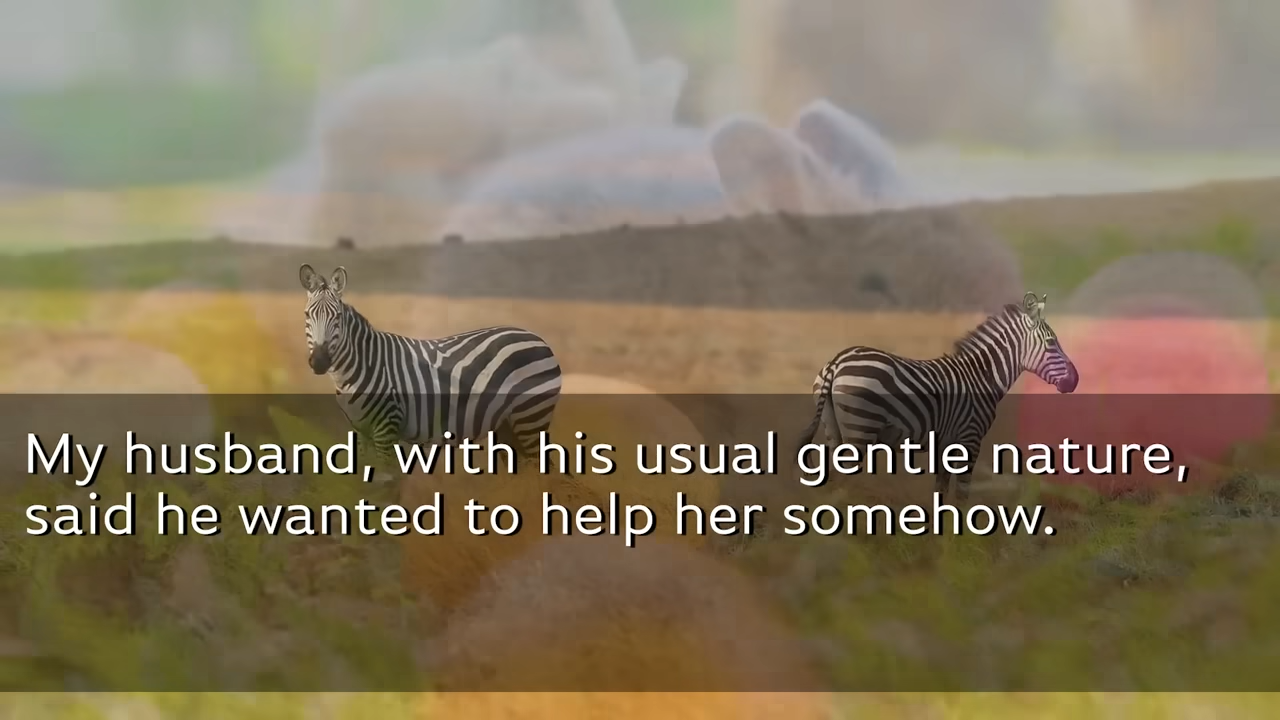 My husband, with his usual gentle nature,
said he wanted to help her somehow.